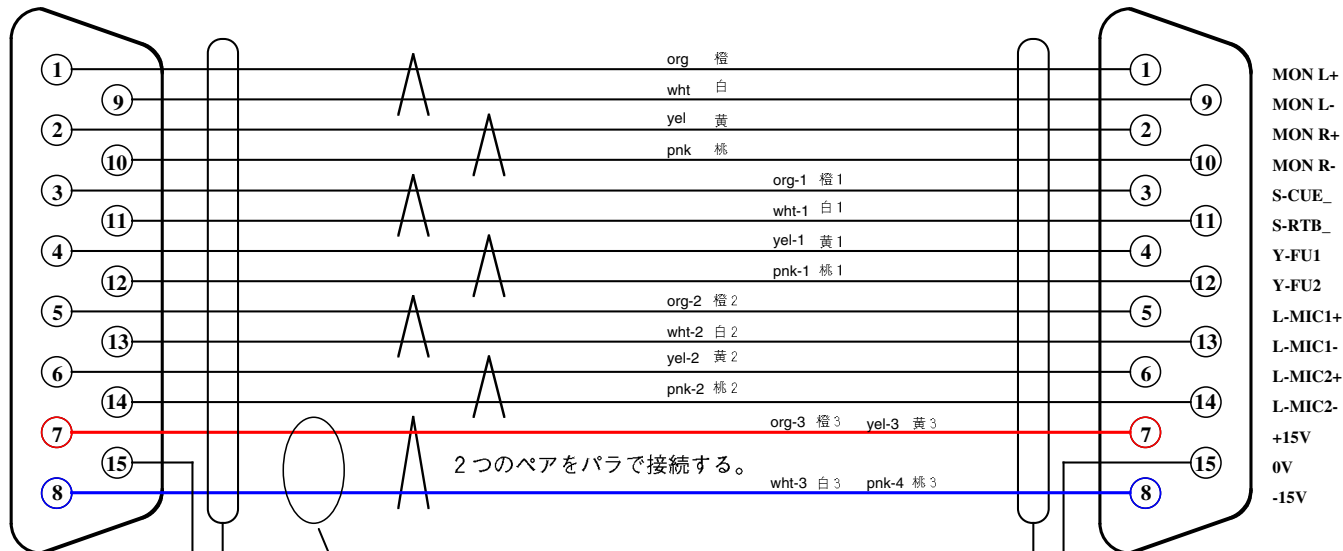 1 org 橙 1 MON L+
9 wht 白 9 MON L-
2 yel 黄 2 MON R+
10 pnk 桃 10 MON R-
3 org-1 橙1 3 S-CUE_
11 wht-1 白1 11 S-RTB_
4 yel-1 黄1 4 Y-FU1
12 pnk-1 桃1 12 Y-FU2
5 org-2 橙2 5 L-MIC1+
13 wht-2 白2 13 L-MIC1-
6 yel-2 黄2 6 L-MIC2+
14 pnk-2 桃2 14 L-MIC2-
7 org-3 橙3 yel-3 黄3 7 +15V
15 2つのペアをパラで接続する。 15 0V
8 wht-3 白3 pnk-4 桃3 8 -15V